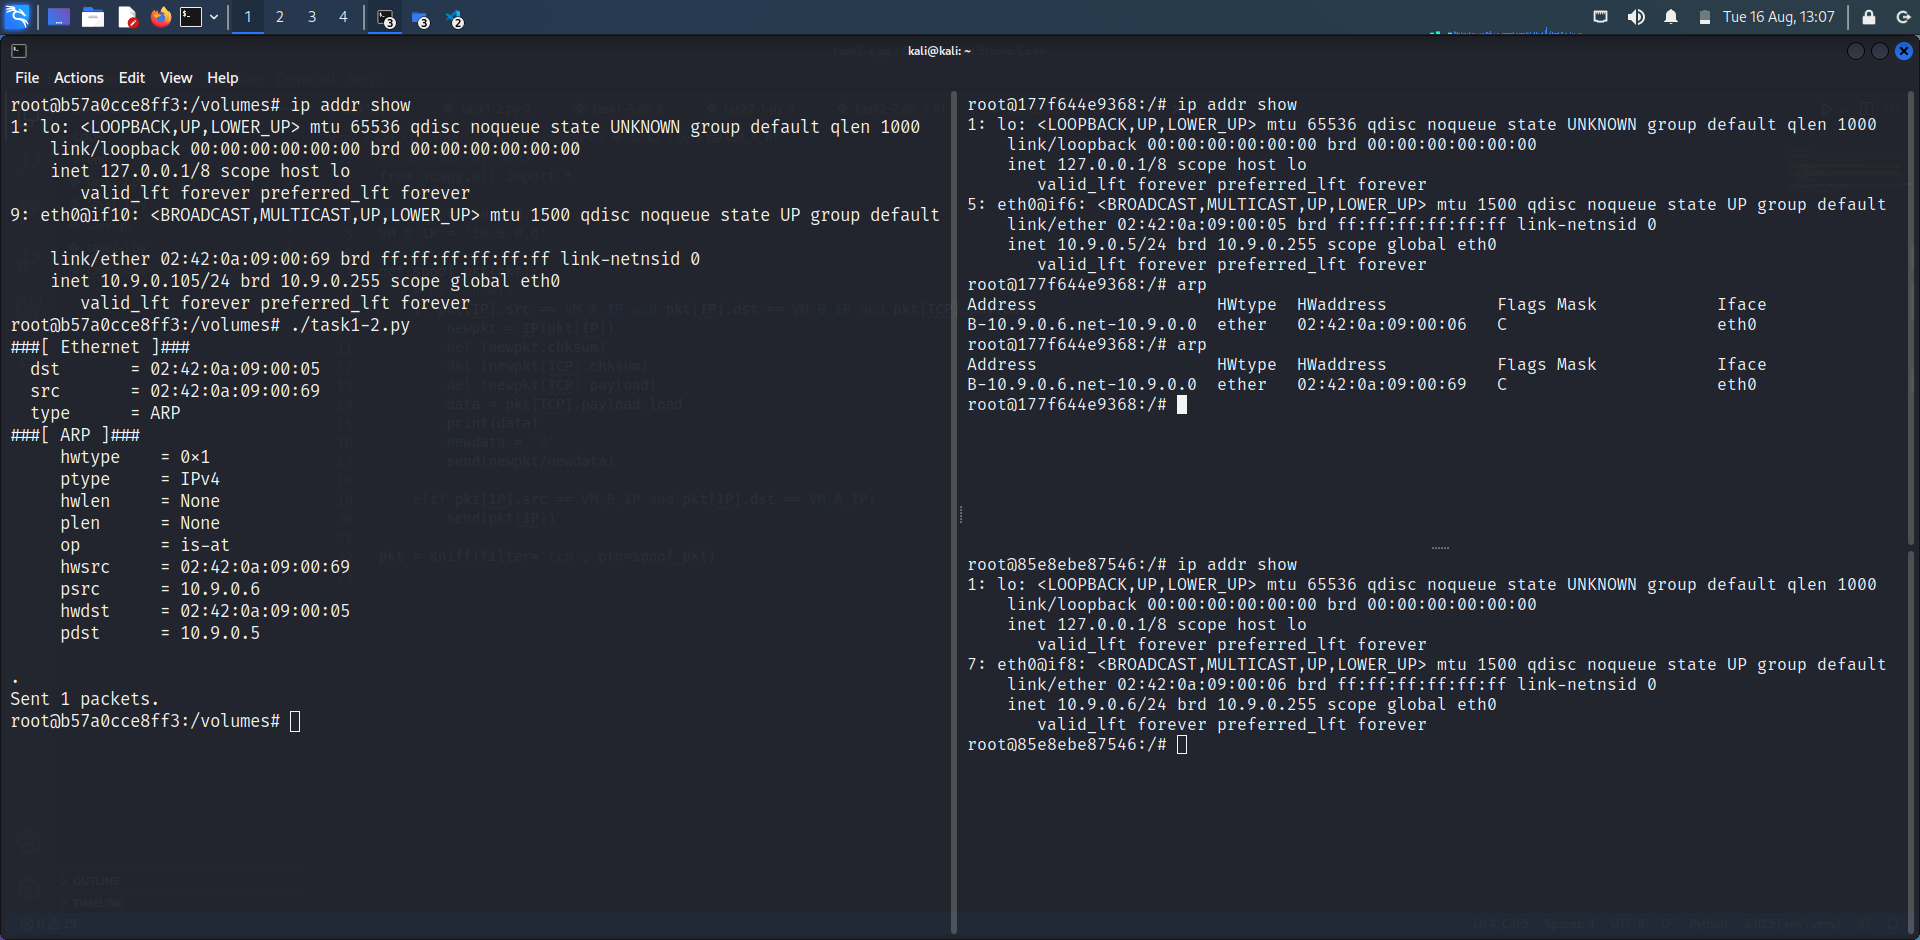 1 2 3 4 3 3 2 Tue 16 Aug, 13:07
kali@kali: ~
File Actions Edit View Help
root@b57a0cce8ff3:/volumes# ip addr show
1: lo: <LOOPBACK,UP,LOWER_UP> mtu 65536 qdisc noqueue state UNKNOWN group default qlen 1000
link/loopback 00:00:00:00:00:00 brd 00:00:00:00:00:00
inet 127.0.0.1/8 scope host lo
valid_lft forever preferred_lft forever
9: eth0@if10: <BROADCAST,MULTICAST,UP,LOWER_UP> mtu 1500 qdisc noqueue state UP group default
link/ether 02:42:0a:09:00:69 brd ff:ff:ff:ff:ff:ff link-netnsid 0
inet 10.9.0.105/24 brd 10.9.0.255 scope global eth0
valid_lft forever preferred_lft forever
root@b57a0cce8ff3:/volumes# ./task1-2.py
###[ Ethernet ]###
dst = 02:42:0a:09:00:05
src = 02:42:0a:09:00:69
type = ARP
###[ ARP ]###
hwtype = 0×1
ptype = IPv4
hwlen = None
plen = None
op = is-at
hwsrc = 02:42:0a:09:00:69
psrc = 10.9.0.6
hwdst = 02:42:0a:09:00:05
pdst = 10.9.0.5
.
Sent 1 packets.
root@b57a0cce8ff3:/volumes#
root@177f644e9368:/# ip addr show
1: lo: <LOOPBACK,UP,LOWER_UP> mtu 65536 qdisc noqueue state UNKNOWN group default qlen 1000
link/loopback 00:00:00:00:00:00 brd 00:00:00:00:00:00
inet 127.0.0.1/8 scope host lo
valid_lft forever preferred_lft forever
5: eth0@if6: <BROADCAST,MULTICAST,UP,LOWER_UP> mtu 1500 qdisc noqueue state UP group default
link/ether 02:42:0a:09:00:05 brd ff:ff:ff:ff:ff:ff link-netnsid 0
inet 10.9.0.5/24 brd 10.9.0.255 scope global eth0
valid_lft forever preferred_lft forever
root@177f644e9368:/# arp
Address HWtype HWaddress Flags Mask Iface
B-10.9.0.6.net-10.9.0.0 ether 02:42:0a:09:00:06 C eth0
root@177f644e9368:/# arp
Address HWtype HWaddress Flags Mask Iface
B-10.9.0.6.net-10.9.0.0 ether 02:42:0a:09:00:69 C eth0
root@177f644e9368:/#
root@85e8ebe87546:/# ip addr show
1: lo: <LOOPBACK,UP,LOWER_UP> mtu 65536 qdisc noqueue state UNKNOWN group default qlen 1000
link/loopback 00:00:00:00:00:00 brd 00:00:00:00:00:00
inet 127.0.0.1/8 scope host lo
valid_lft forever preferred_lft forever
7: eth0@if8: <BROADCAST,MULTICAST,UP,LOWER_UP> mtu 1500 qdisc noqueue state UP group default
link/ether 02:42:0a:09:00:06 brd ff:ff:ff:ff:ff:ff link-netnsid 0
inet 10.9.0.6/24 brd 10.9.0.255 scope global eth0
valid_lft forever preferred_lft forever
root@85e8ebe87546:/#